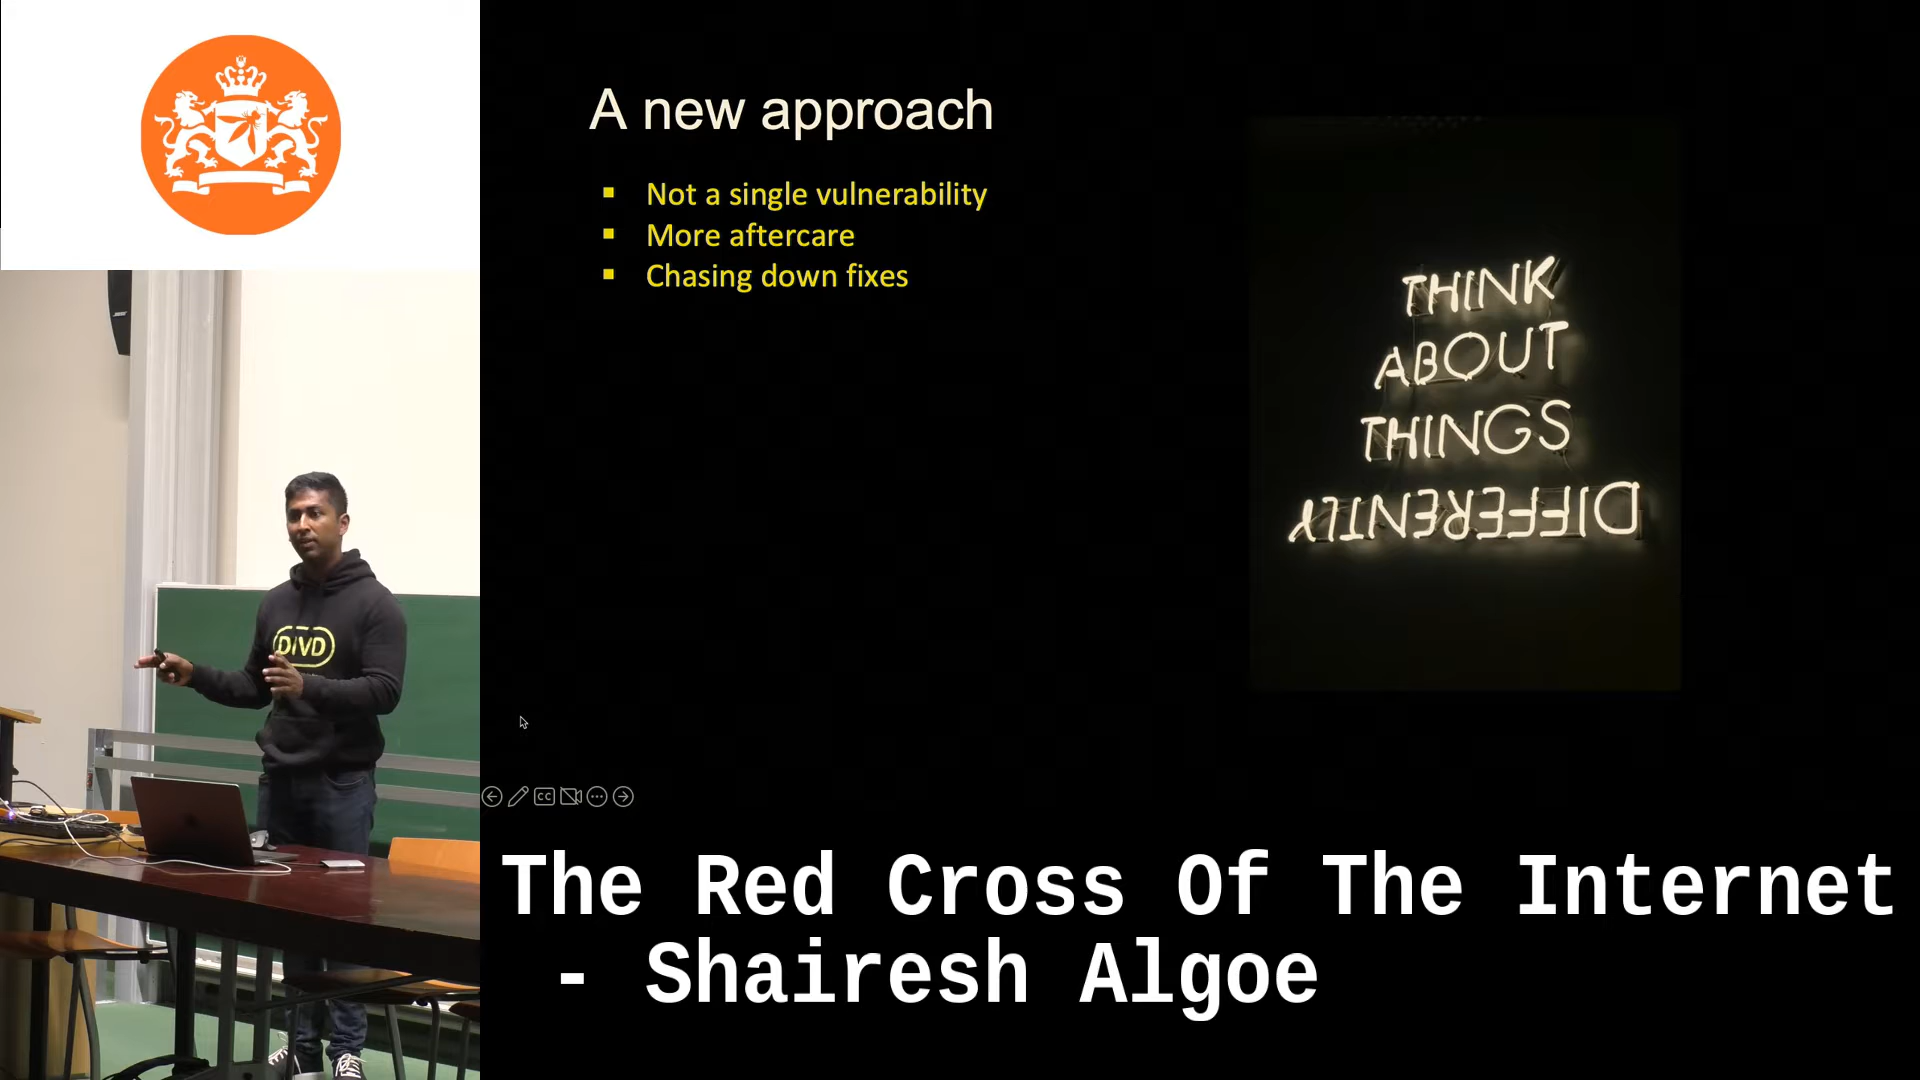 A new approach
Not a single vulnerability
More aftercare
Chasing down fixes
THINK
ABOUT
THINGS
DIFFERENTLY
DIVD
CC
The Red Cross Of The Internet
- Shairesh Algoe